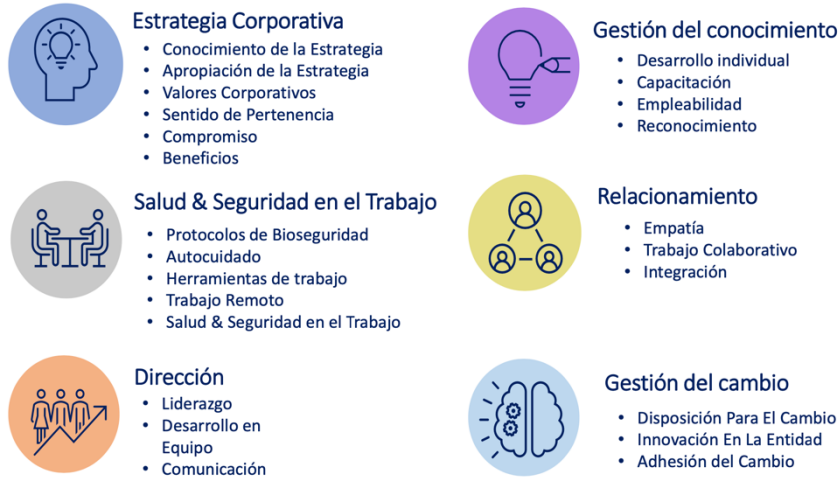 Estrategia Corporativa
• Conocimiento de la Estrategia
• Apropiación de la Estrategia
• Valores Corporativos
• Sentido de Pertenencia
• Compromiso
• Beneficios
Gestión del conocimiento
• Desarrollo individual
• Capacitación
• Empleabilidad
• Reconocimiento
Salud & Seguridad en el Trabajo
• Protocolos de Bioseguridad
• Autocuidado
• Herramientas de trabajo
• Trabajo Remoto
• Salud & Seguridad en el Trabajo
Relacionamiento
• Empatía
• Trabajo Colaborativo
• Integración
Dirección
• Liderazgo
• Desarrollo en
Equipo
• Comunicación
Gestión del cambio
• Disposición Para El Cambio
• Innovación En La Entidad
• Adhesión del Cambio